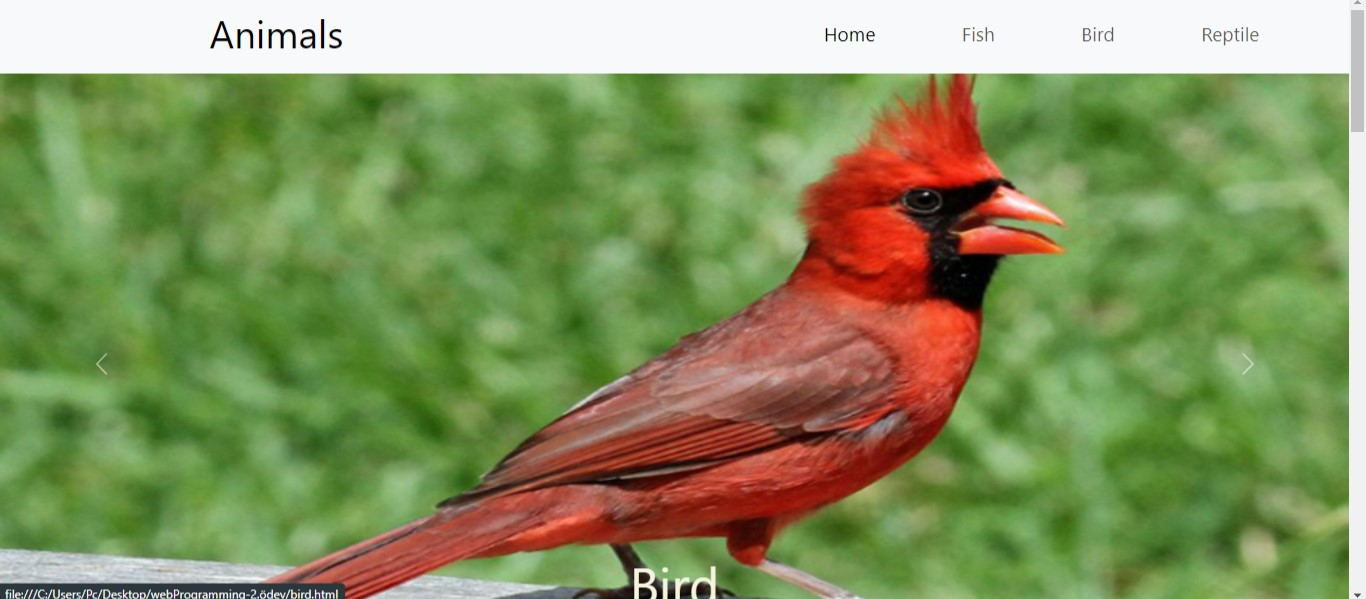 Animals
Home Fish Bird Reptile
Bird
file:///C:/Users/Pc/Desktop/webProgramming-2.ödev/bird.html